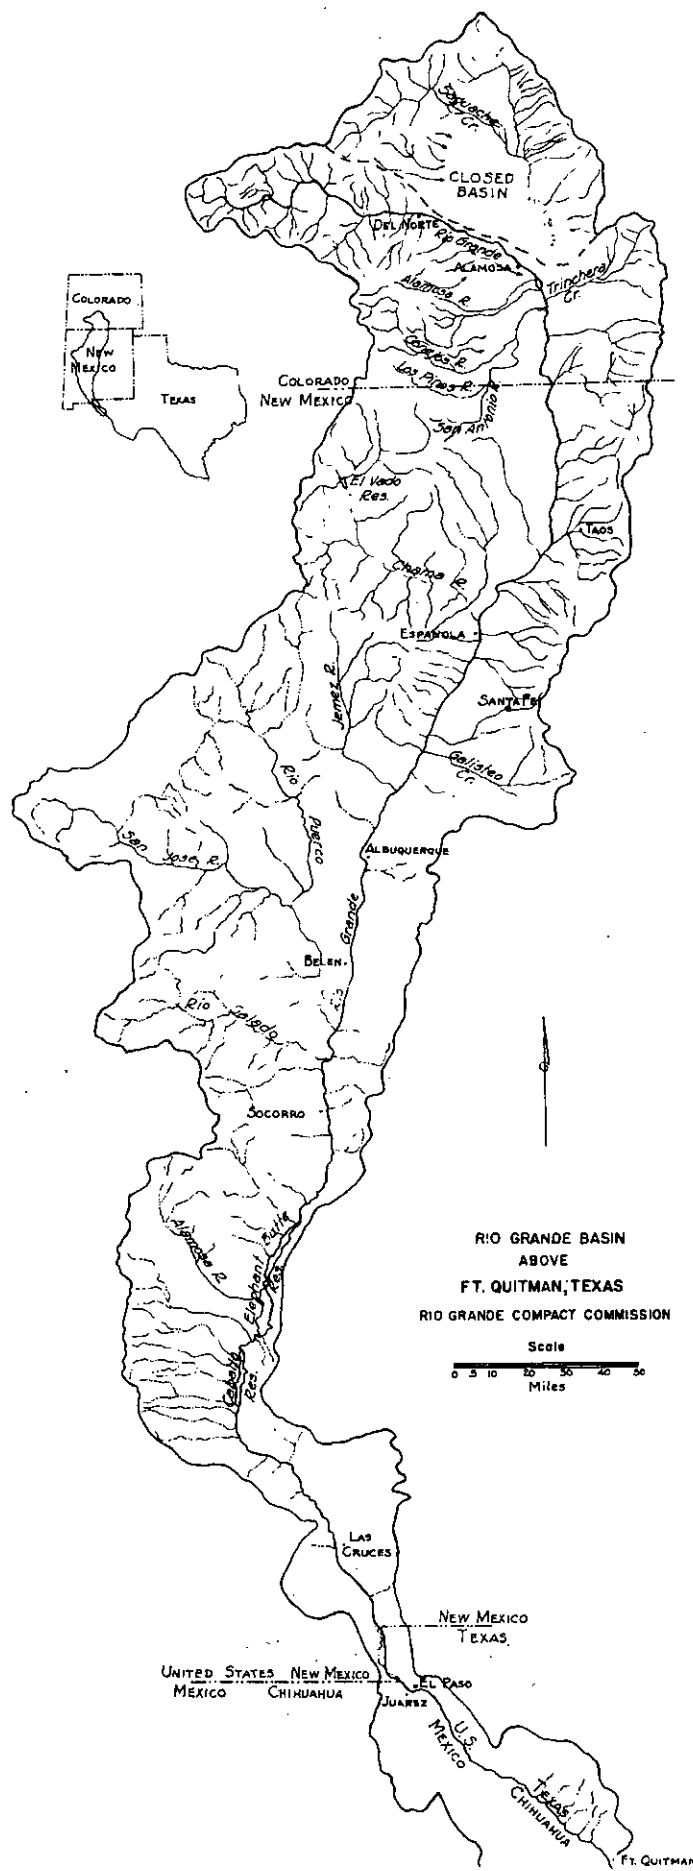 Saguache
Cr.
CLOSED
BASIN
DEL NORTE
Rio Grande
ALAMOSA
Trinchera
Cr.
Alamosa R.
Conejos R.
Los Pinos R.
San Antonio R.
COLORADO
NEW MEXICO
COLORADO
NEW
MEXICO
TEXAS
El Vado
Res.
TAOS
Chama R.
ESPAÑOLA
Jemez R.
SANTA FE
Galisteo
Cr.
Rio
Puerco
San
Jose R.
ALBUQUERQUE
Grande
BELEN
Rio
Rio Salado
SOCORRO
Alamosa R.
Elephant Butte
Res.
Caballo
Res.
RIO GRANDE BASIN
ABOVE
FT. QUITMAN, TEXAS
RIO GRANDE COMPACT COMMISSION
Scale
0 5 10 20 30 40 50
Miles
LAS
CRUCES
NEW MEXICO
TEXAS
UNITED STATES NEW MEXICO
MEXICO CHIHUAHUA
EL PASO
JUAREZ
U.S.
MEXICO
TEXAS
CHIHUAHUA
FT. QUITMAN